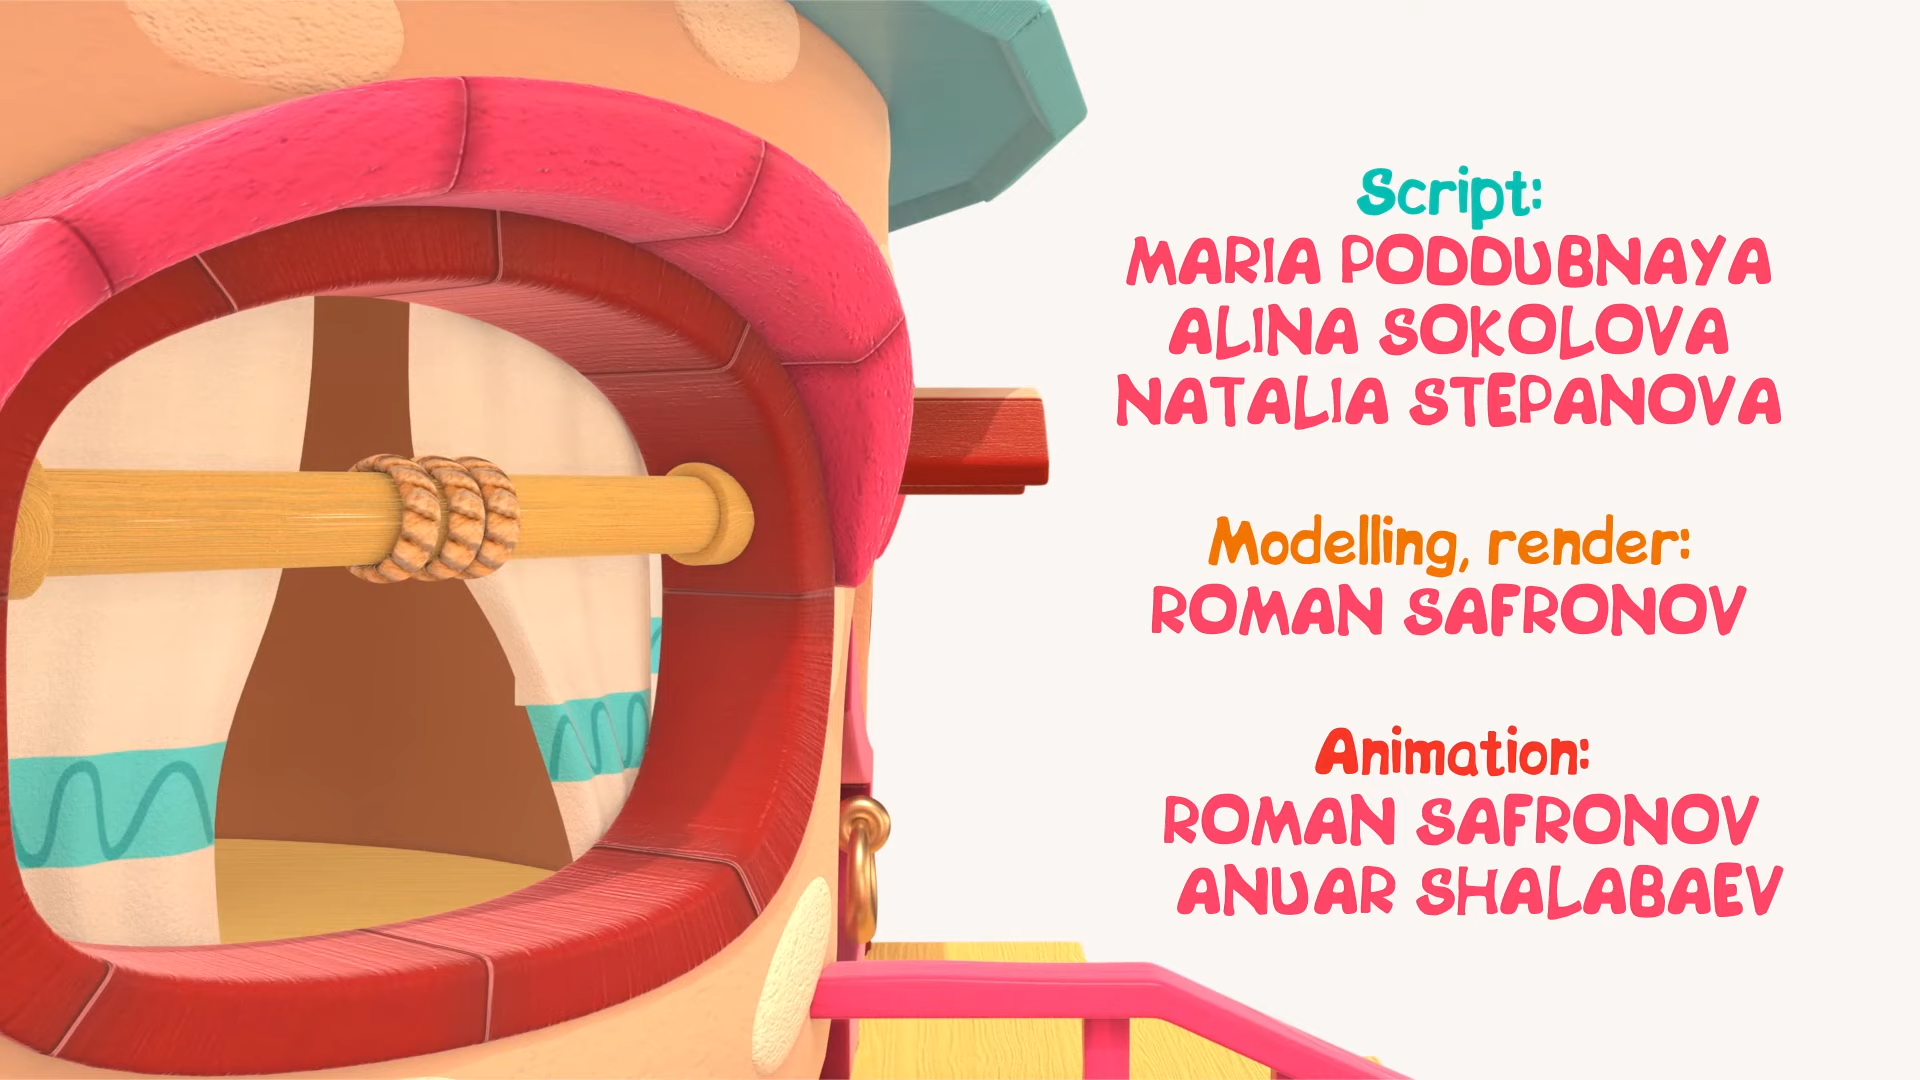 Script:
MARIA PODDUBNAYA
ALINA SOKOLOVA
NATALIA STEPANOVA
Modelling, render:
ROMAN SAFRONOV
Animation:
ROMAN SAFRONOV
ANUAR SHALABAEV